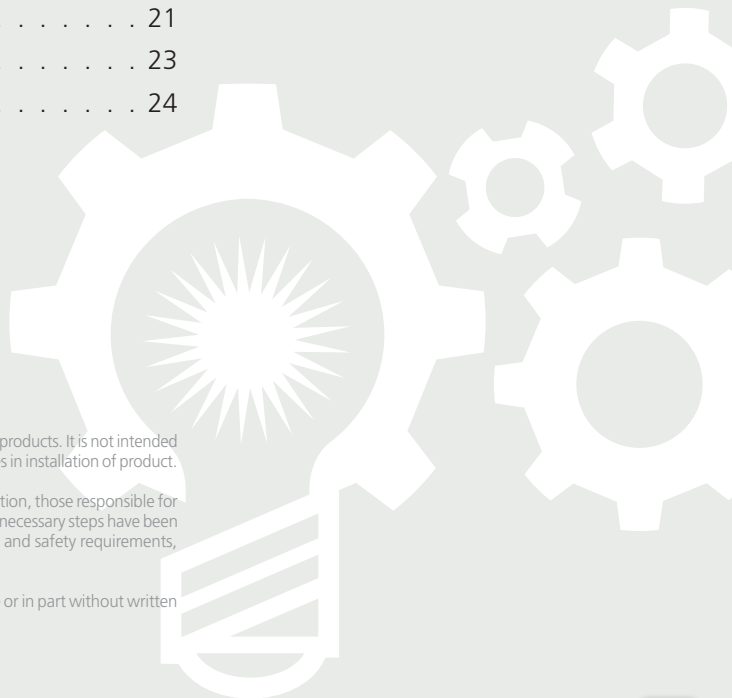 . . . . . . . 21
. . . . . . . 23
. . . . . . . 24
products. It is not intended
in installation of product.
those responsible for
necessary steps have been
and safety requirements,
or in part without written